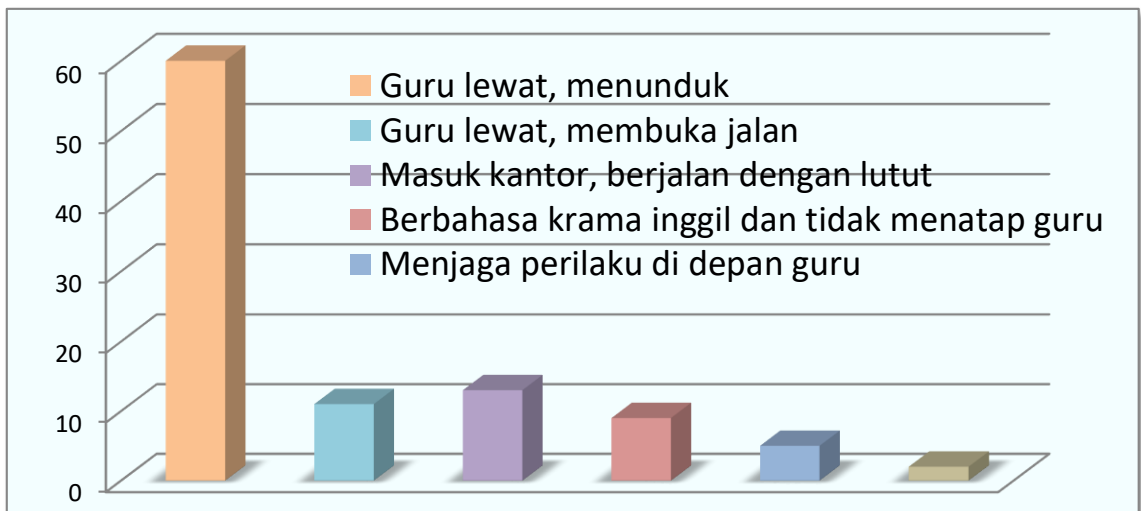 60
50
40
30
20
10
0
Guru lewat, menunduk
Guru lewat, membuka jalan
Masuk kantor, berjalan dengan lutut
Berbahasa krama inggil dan tidak menatap guru
Menjaga perilaku di depan guru